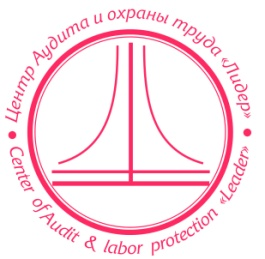 Центр Аудита и охраны труда «Лидер»
Center of Audit & labor protection «Leader»